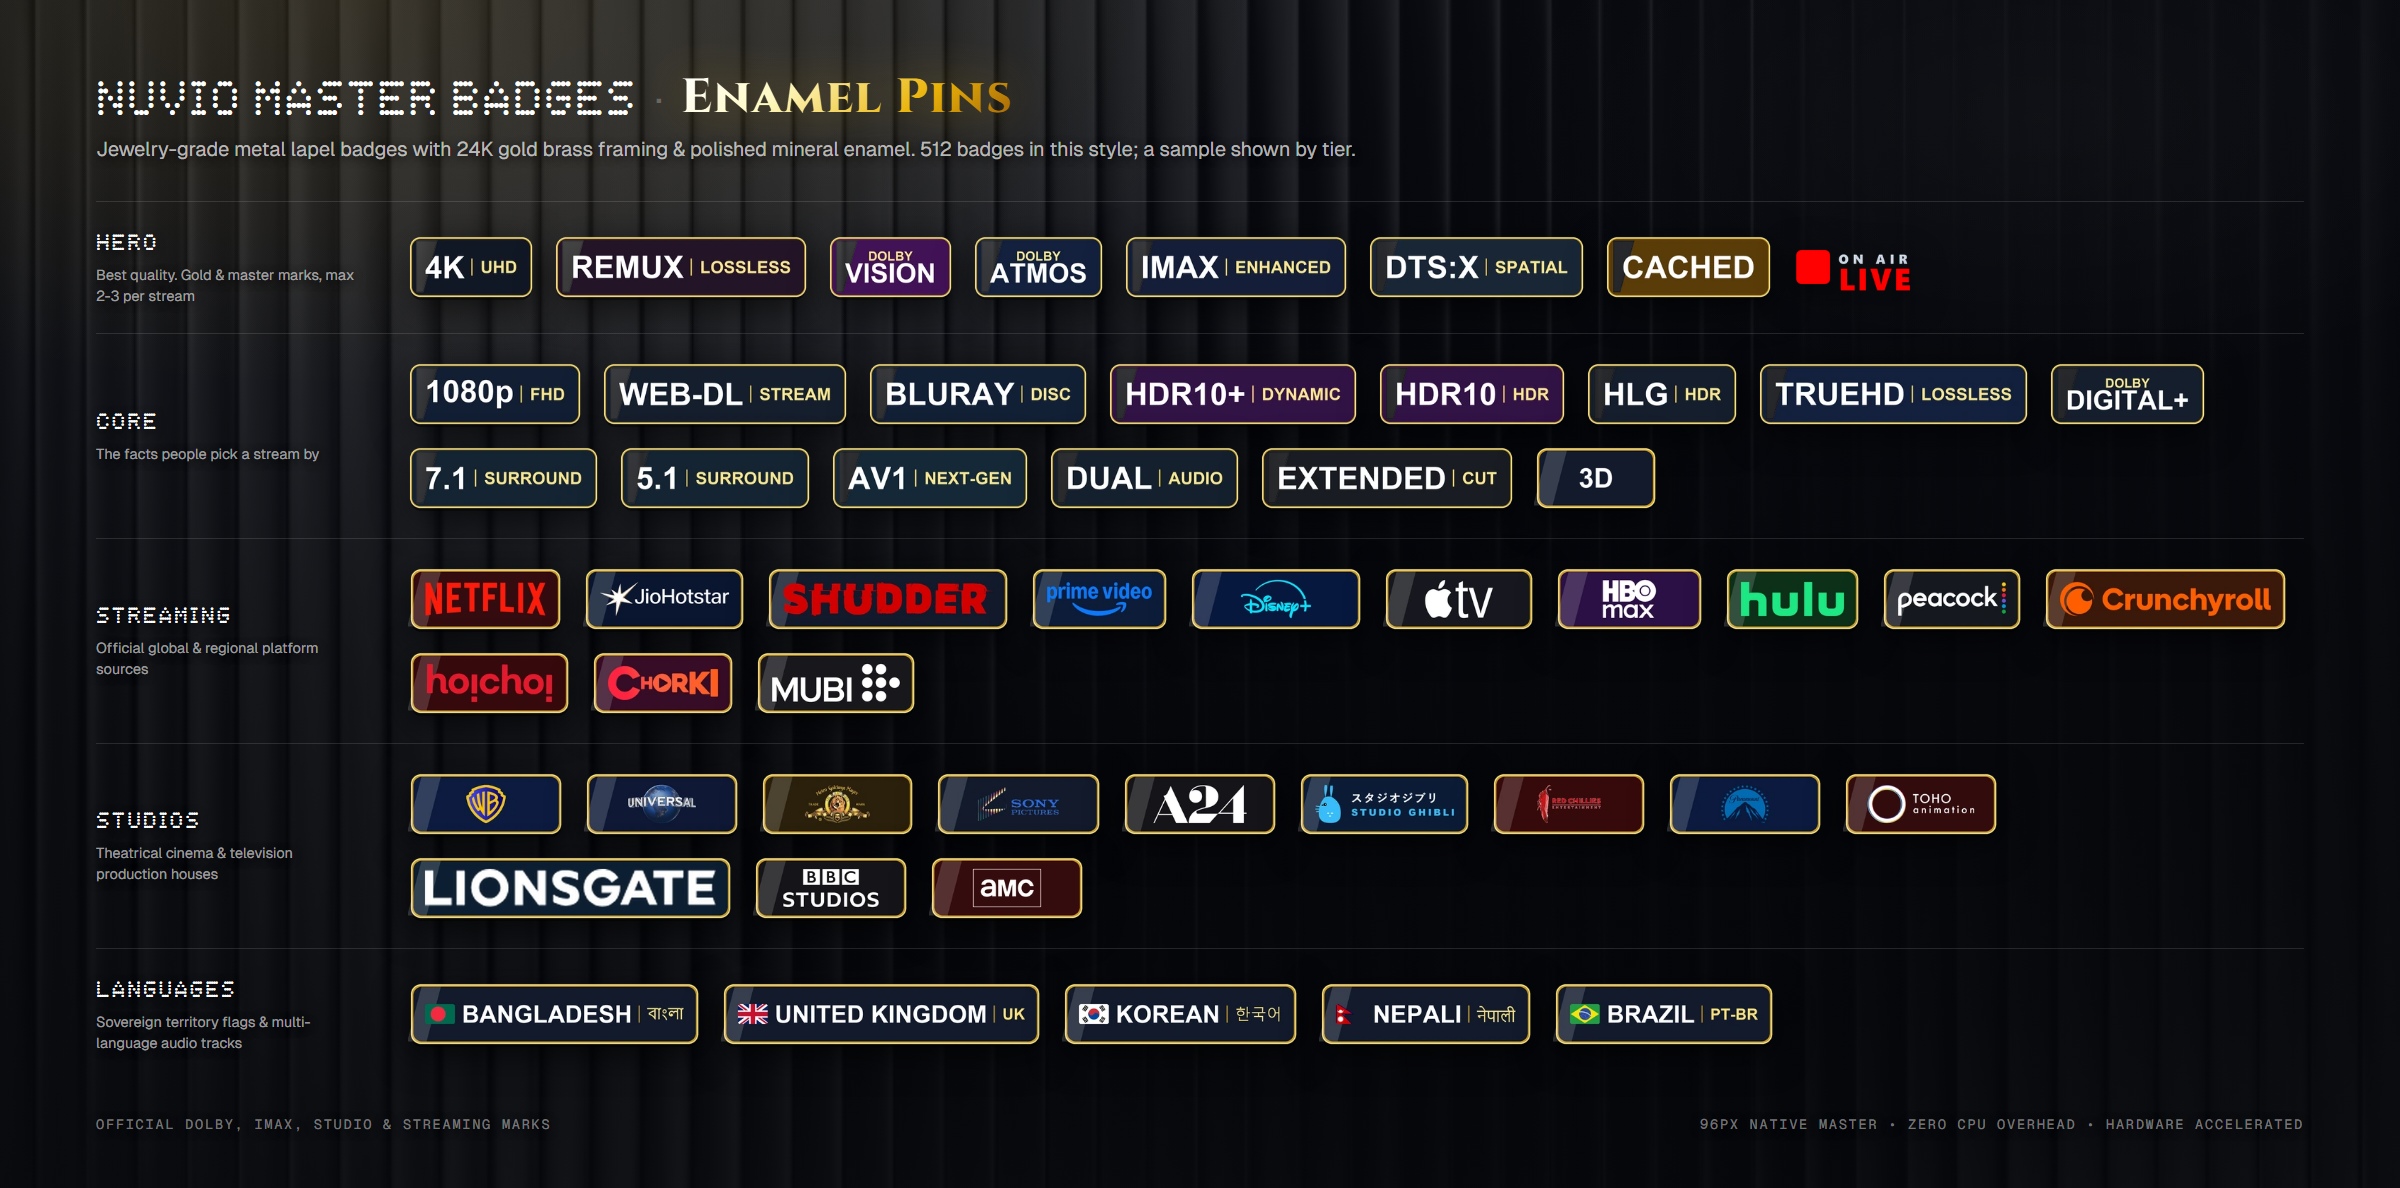 NUVIO MASTER BADGES · ENAMEL PINS
Jewelry-grade metal lapel badges with 24K gold brass framing & polished mineral enamel. 512 badges in this style; a sample shown by tier.
HERO
Best quality. Gold & master marks, max
2-3 per stream
4K | UHD
REMUX | LOSSLESS
DOLBY
VISION
DOLBY
ATMOS
IMAX | ENHANCED
DTS:X | SPATIAL
CACHED
ON AIR
LIVE
CORE
The facts people pick a stream by
1080p | FHD
WEB-DL | STREAM
BLURAY | DISC
HDR10+ | DYNAMIC
HDR10 | HDR
HLG | HDR
TRUEHD | LOSSLESS
DOLBY
DIGITAL+
7.1 | SURROUND
5.1 | SURROUND
AV1 | NEXT-GEN
DUAL | AUDIO
EXTENDED | CUT
3D
STREAMING
Official global & regional platform
sources
NETFLIX
JioHotstar
SHUDDER
prime video
Disney+
tv
HBO
max
hulu
peacock
Crunchyroll
hoichoi
CHORKI
MUBI
STUDIOS
Theatrical cinema & television
production houses
WB
UNIVERSAL
SONY
PICTURES
A24
スタジオジブリ
STUDIO GHIBLI
RED CHILLIES
ENTERTAINMENT
TOHO
animation
LIONSGATE
BBC
STUDIOS
aMC
LANGUAGES
Sovereign territory flags & multi-
language audio tracks
BANGLADESH | বাংলা
UNITED KINGDOM | UK
KOREAN | 한국어
NEPALI | नेपाली
BRAZIL | PT-BR
OFFICIAL DOLBY, IMAX, STUDIO & STREAMING MARKS
96PX NATIVE MASTER • ZERO CPU OVERHEAD • HARDWARE ACCELERATED